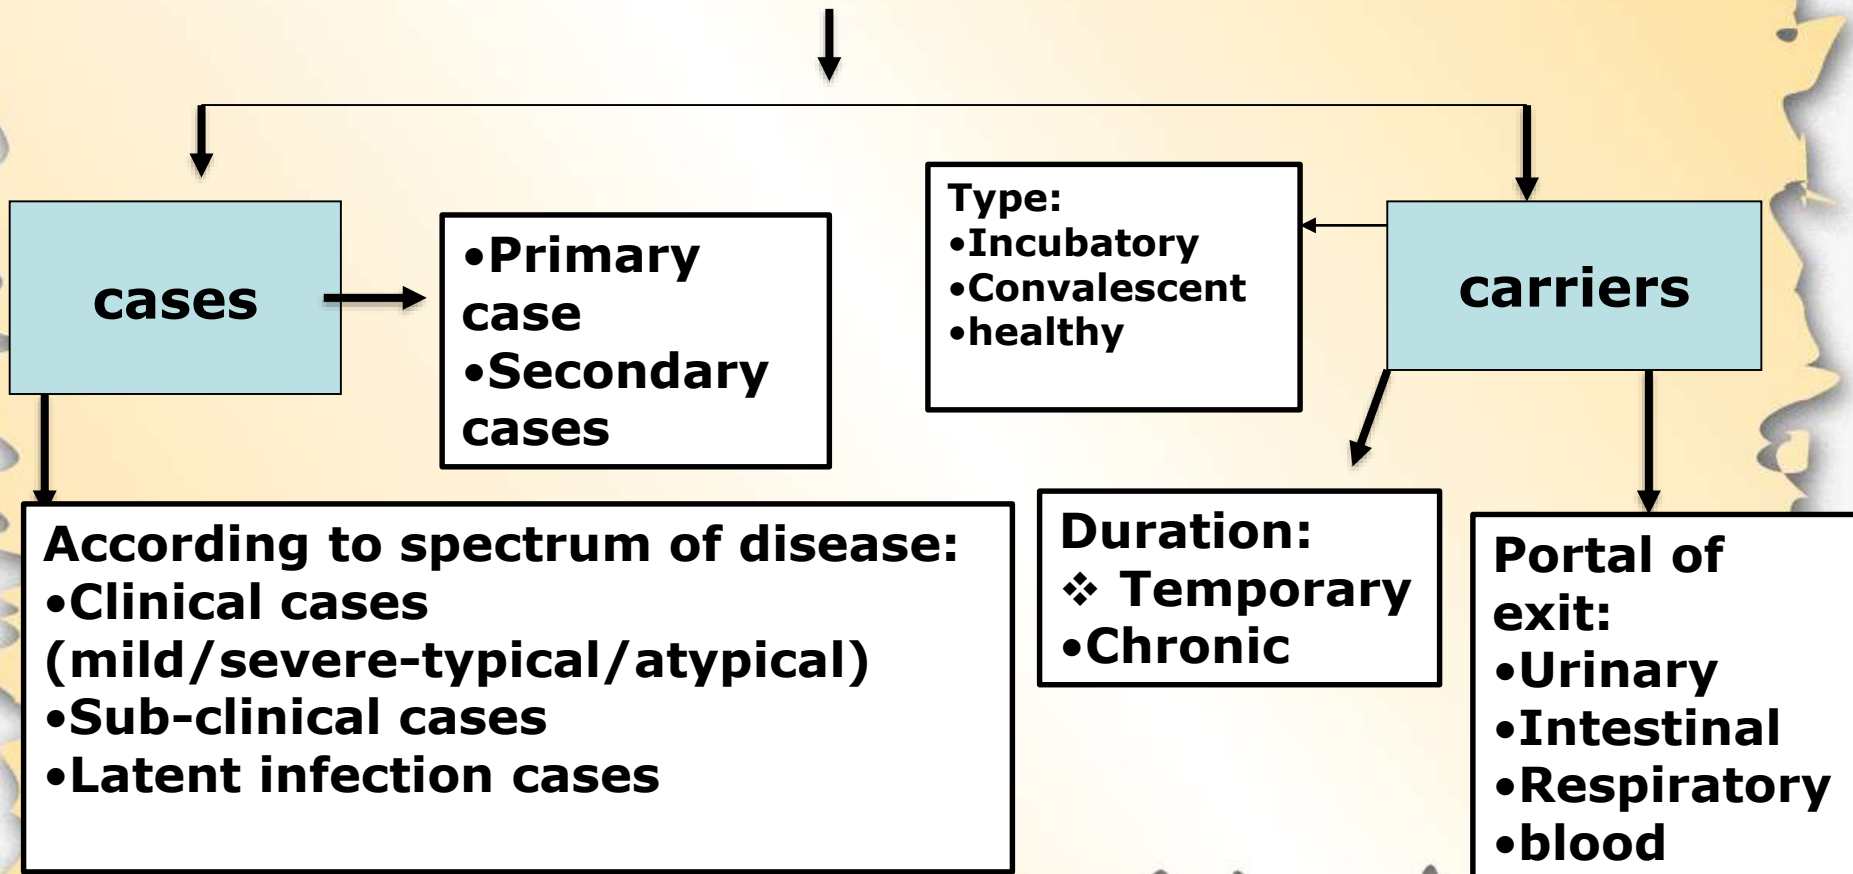 cases
•Primary
case
•Secondary
cases
Type:
•Incubatory
•Convalescent
•healthy
carriers
According to spectrum of disease:
•Clinical cases
(mild/severe-typical/atypical)
•Sub-clinical cases
•Latent infection cases
Duration:
❖ Temporary
•Chronic
Portal of
exit:
•Urinary
•Intestinal
•Respiratory
•blood